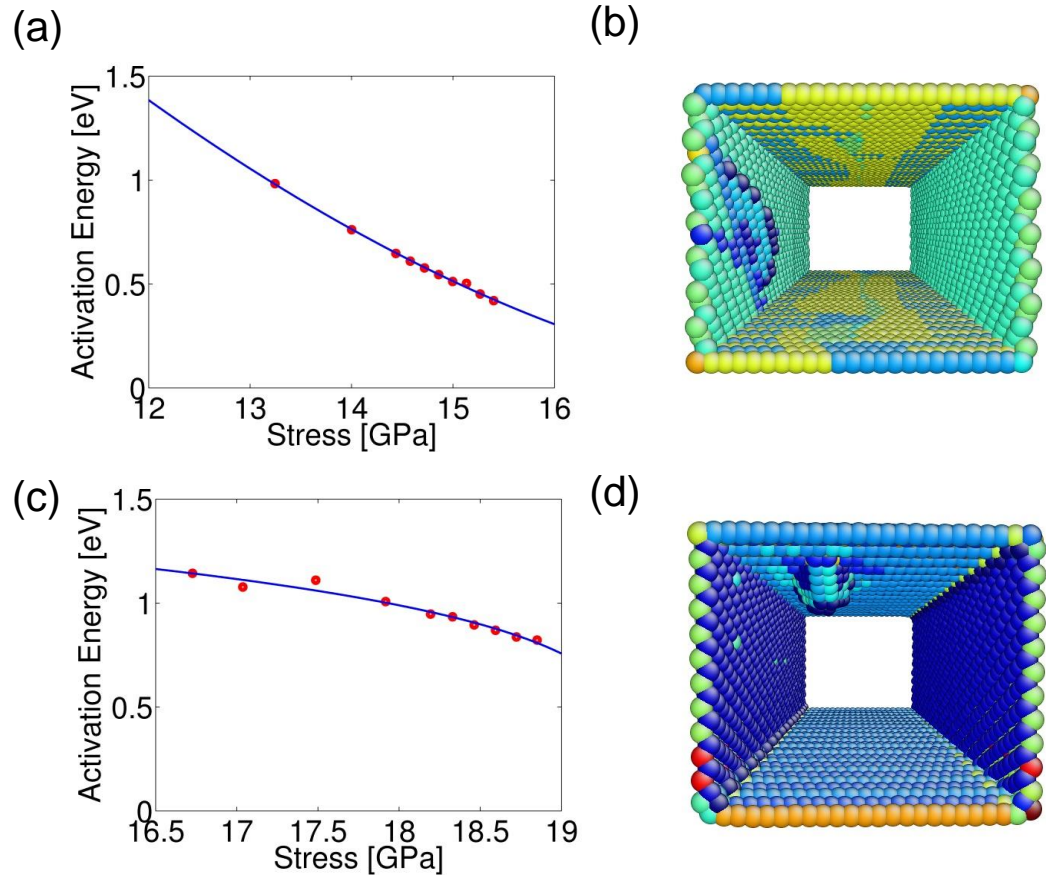 (a)
(b)
Activation Energy [eV]
1.5
1
0.5
0
12 13 14 15 16
Stress [GPa]
(c)
(d)
Activation Energy [eV]
1.5
1
0.5
0
16.5 17 17.5 18 18.5 19
Stress [GPa]